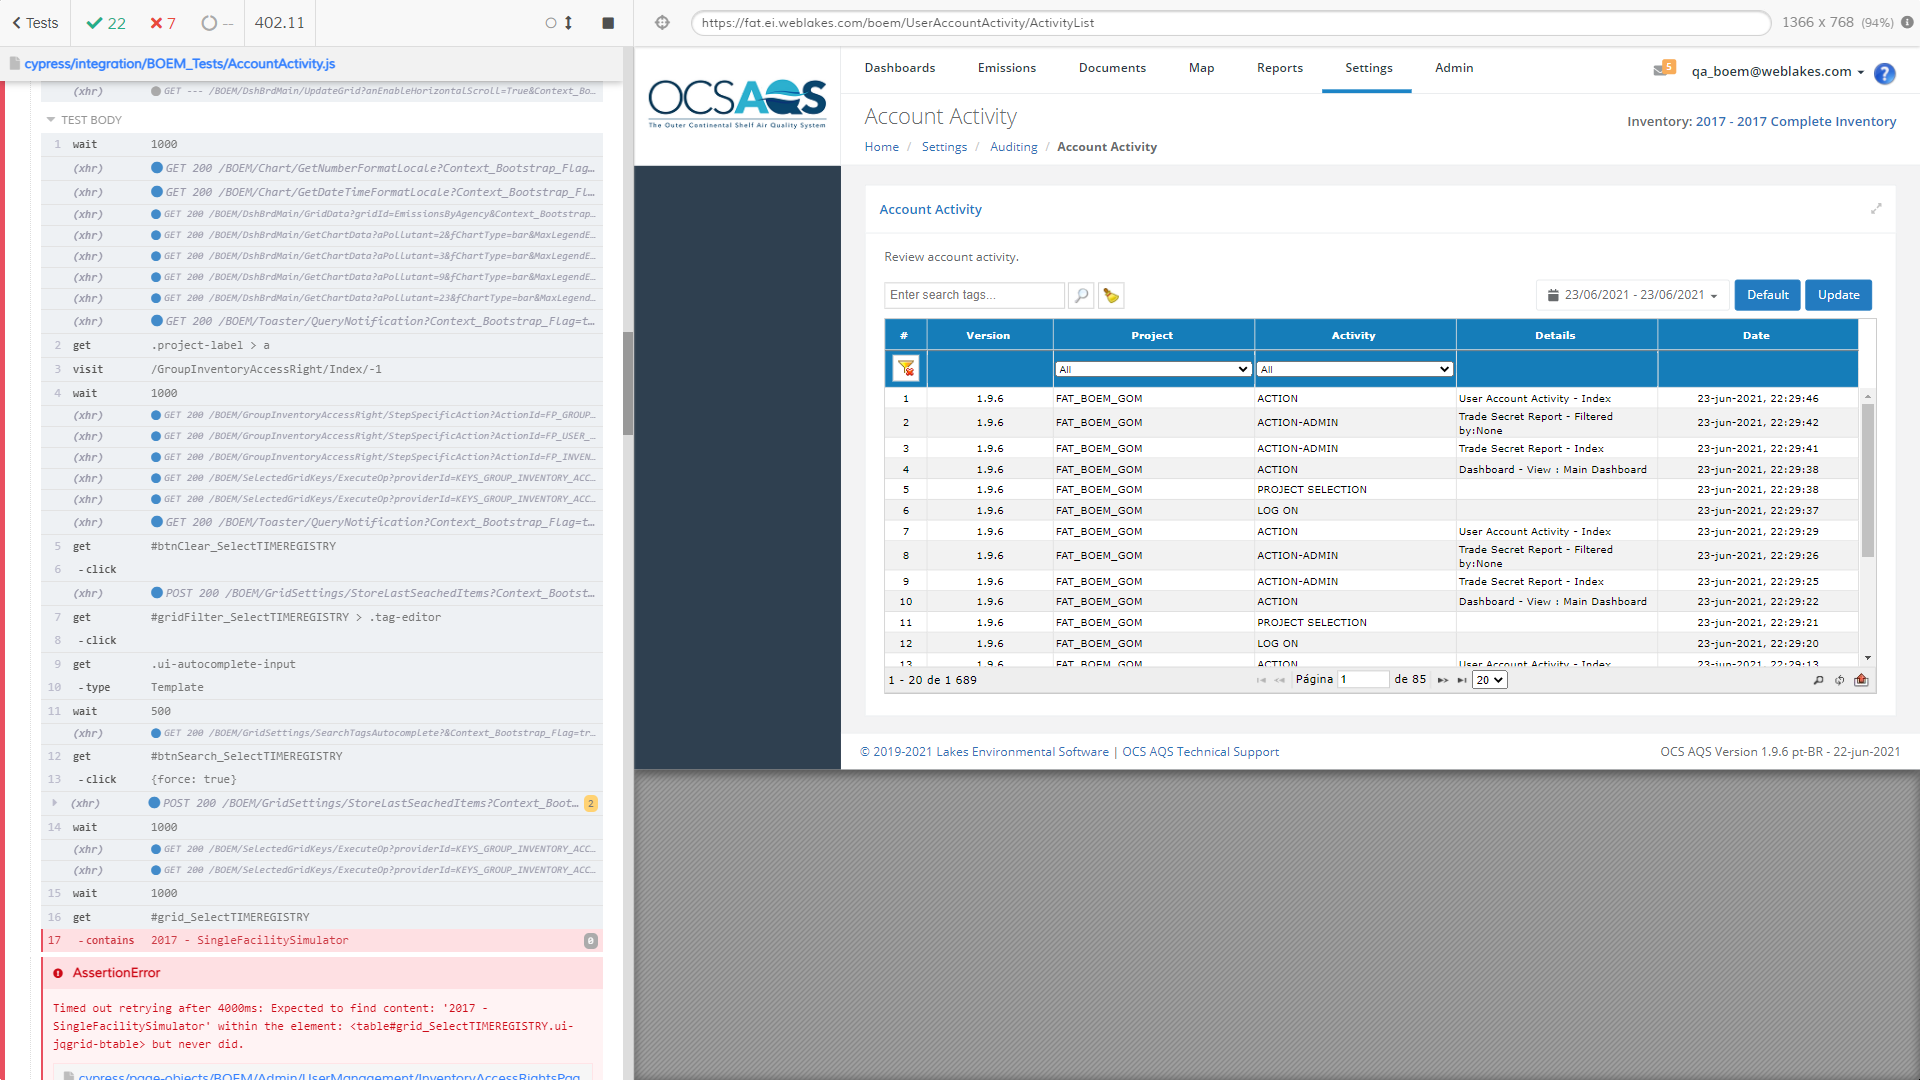 Tests
22
7
--
402.11
https://fat.ei.weblakes.com/boem/UserAccountActivity/ActivityList
1366 x 768 (94%)
cypress/integration/BOEM_Tests/AccountActivity.js
(xhr) GET --- /BOEM/DshBrdMain/UpdateGrid?anEnableHorizontalScroll=True&Context_Bo...
TEST BODY
1 wait 1000
(xhr) GET 200 /BOEM/Chart/GetNumberFormatLocale?Context_Bootstrap_Flag...
(xhr) GET 200 /BOEM/Chart/GetDateTimeFormatLocale?Context_Bootstrap_Fl...
(xhr) GET 200 /BOEM/DshBrdMain/GridData?gridId=EmissionsByAgency&Context_Bootstrap...
(xhr) GET 200 /BOEM/DshBrdMain/GetChartData?aPollutant=2&fChartType=bar&MaxLegendE...
(xhr) GET 200 /BOEM/DshBrdMain/GetChartData?aPollutant=3&fChartType=bar&MaxLegendE...
(xhr) GET 200 /BOEM/DshBrdMain/GetChartData?aPollutant=9&fChartType=bar&MaxLegendE...
(xhr) GET 200 /BOEM/DshBrdMain/GetChartData?aPollutant=23&fChartType=bar&MaxLegend...
(xhr) GET 200 /BOEM/Toaster/QueryNotification?Context_Bootstrap_Flag=t...
2 get .project-label > a
3 visit /GroupInventoryAccessRight/Index/-1
4 wait 1000
(xhr) GET 200 /BOEM/GroupInventoryAccessRight/StepSpecificAction?ActionId=FP_GROUP...
(xhr) GET 200 /BOEM/GroupInventoryAccessRight/StepSpecificAction?ActionId=FP_USER_...
(xhr) GET 200 /BOEM/GroupInventoryAccessRight/StepSpecificAction?ActionId=FP_INVEN...
(xhr) GET 200 /BOEM/SelectedGridKeys/ExecuteOp?providerId=KEYS_GROUP_INVENTORY_ACC...
(xhr) GET 200 /BOEM/SelectedGridKeys/ExecuteOp?providerId=KEYS_GROUP_INVENTORY_ACC...
(xhr) GET 200 /BOEM/Toaster/QueryNotification?Context_Bootstrap_Flag=t...
5 get #btnClear_SelectTIMEREGISTRY
6 -click
(xhr) POST 200 /BOEM/GridSettings/StoreLastSeachedItems?Context_Bootst...
7 get #gridFilter_SelectTIMEREGISTRY > .tag-editor
8 -click
9 get .ui-autocomplete-input
10 -type Template
11 wait 500
(xhr) GET 200 /BOEM/GridSettings/SearchTagsAutocomplete?&Context_Bootstrap_Flag=tr...
12 get #btnSearch_SelectTIMEREGISTRY
13 -click {force: true}
(xhr) POST 200 /BOEM/GridSettings/StoreLastSeachedItems?Context_Boot... 2
14 wait 1000
(xhr) GET 200 /BOEM/SelectedGridKeys/ExecuteOp?providerId=KEYS_GROUP_INVENTORY_ACC...
(xhr) GET 200 /BOEM/SelectedGridKeys/ExecuteOp?providerId=KEYS_GROUP_INVENTORY_ACC...
15 wait 1000
16 get #grid_SelectTIMEREGISTRY
17 -contains 2017 - SingleFacilitySimulator 0
AssertionError
Timed out retrying after 4000ms: Expected to find content: '2017 -
SingleFacilitySimulator' within the element: <table#grid_SelectTIMEREGISTRY.ui-
jqgrid-btable> but never did.
cypress/page-objects/BOEM/Admin/UserManagement/InventoryAccessRightsPag
OCSAQS
The Outer Continental Shelf Air Quality System
Dashboards Emissions Documents Map Reports Settings Admin
5
qa_boem@weblakes.com
?
Account Activity
Inventory: 2017 - 2017 Complete Inventory
Home / Settings / Auditing / Account Activity
Account Activity
Review account activity.
Enter search tags...
23/06/2021 - 23/06/2021
Default
Update
# Version Project Activity Details Date
All All
1 1.9.6 FAT_BOEM_GOM ACTION User Account Activity - Index 23-jun-2021, 22:29:46
2 1.9.6 FAT_BOEM_GOM ACTION-ADMIN Trade Secret Report - Filtered by:None 23-jun-2021, 22:29:42
3 1.9.6 FAT_BOEM_GOM ACTION-ADMIN Trade Secret Report - Index 23-jun-2021, 22:29:41
4 1.9.6 FAT_BOEM_GOM ACTION Dashboard - View : Main Dashboard 23-jun-2021, 22:29:38
5 1.9.6 FAT_BOEM_GOM PROJECT SELECTION 23-jun-2021, 22:29:38
6 1.9.6 FAT_BOEM_GOM LOG ON 23-jun-2021, 22:29:37
7 1.9.6 FAT_BOEM_GOM ACTION User Account Activity - Index 23-jun-2021, 22:29:29
8 1.9.6 FAT_BOEM_GOM ACTION-ADMIN Trade Secret Report - Filtered by:None 23-jun-2021, 22:29:26
9 1.9.6 FAT_BOEM_GOM ACTION-ADMIN Trade Secret Report - Index 23-jun-2021, 22:29:25
10 1.9.6 FAT_BOEM_GOM ACTION Dashboard - View : Main Dashboard 23-jun-2021, 22:29:22
11 1.9.6 FAT_BOEM_GOM PROJECT SELECTION 23-jun-2021, 22:29:21
12 1.9.6 FAT_BOEM_GOM LOG ON 23-jun-2021, 22:29:20
13 1.9.6 FAT_BOEM_GOM ACTION User Account Activity - Index 23-jun-2021, 22:29:13
1 - 20 de 1 689
Página 1 de 85
20
© 2019-2021 Lakes Environmental Software | OCS AQS Technical Support
OCS AQS Version 1.9.6 pt-BR - 22-jun-2021